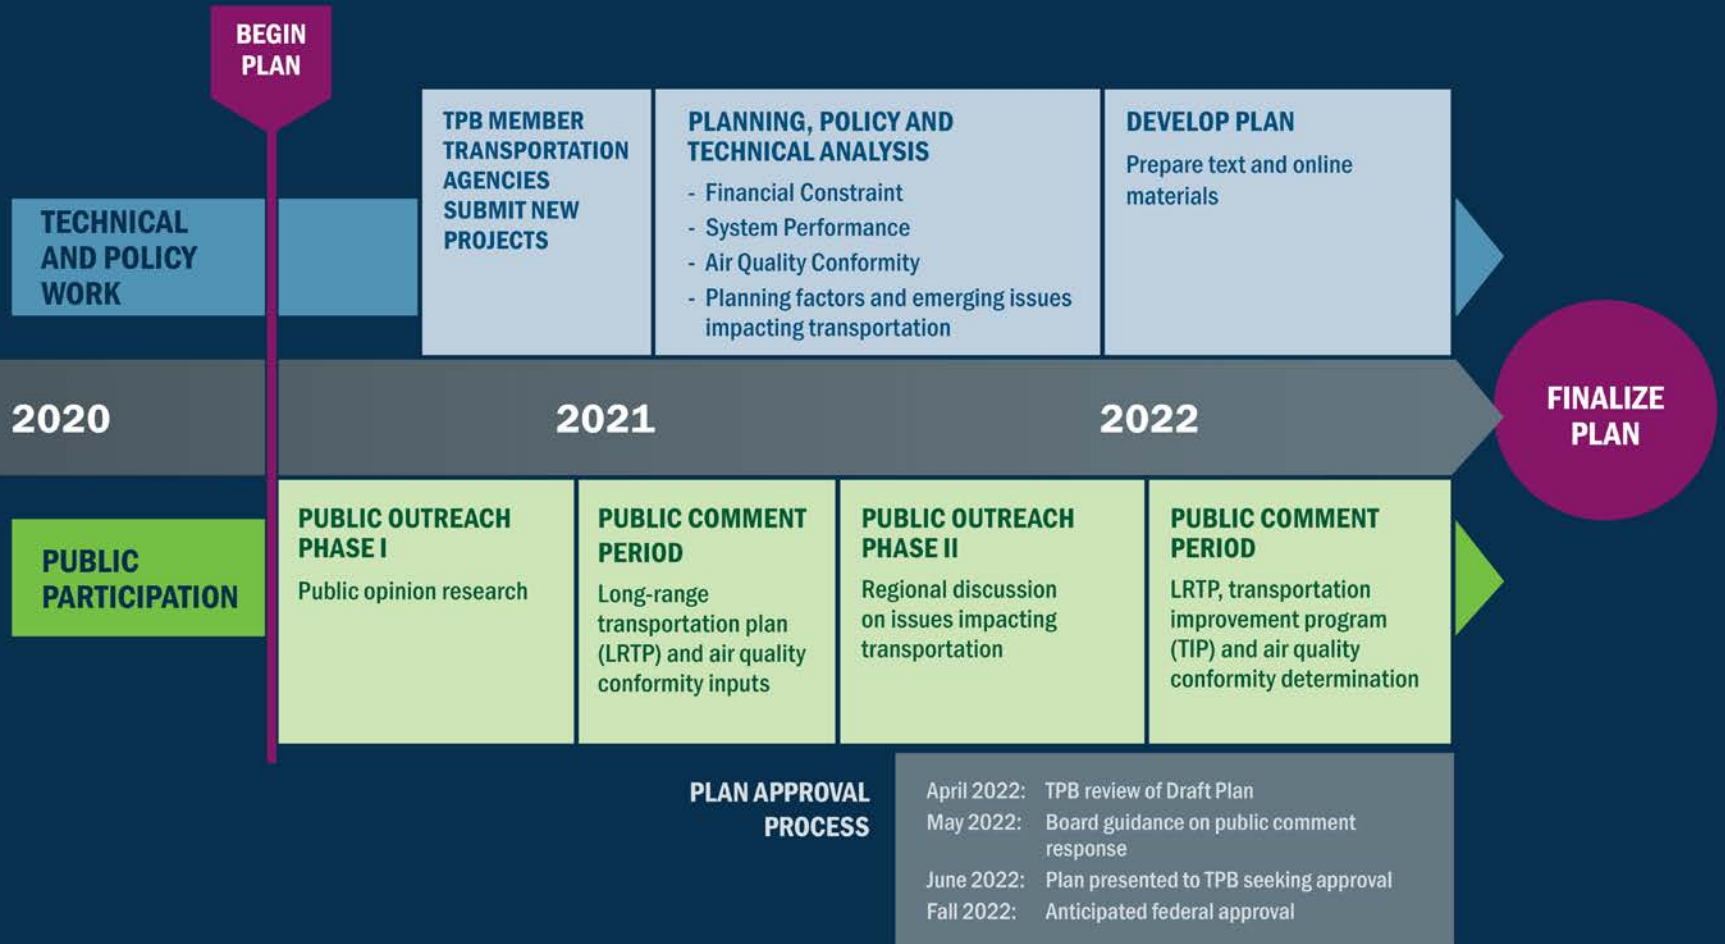 BEGIN
PLAN
TECHNICAL
AND POLICY
WORK
TPB MEMBER
TRANSPORTATION
AGENCIES
SUBMIT NEW
PROJECTS
PLANNING, POLICY AND
TECHNICAL ANALYSIS
- Financial Constraint
- System Performance
- Air Quality Conformity
- Planning factors and emerging issues
impacting transportation
DEVELOP PLAN
Prepare text and online
materials
2020
2021
2022
FINALIZE
PLAN
PUBLIC
PARTICIPATION
PUBLIC OUTREACH
PHASE I
Public opinion research
PUBLIC COMMENT
PERIOD
Long-range
transportation plan
(LRTP) and air quality
conformity inputs
PUBLIC OUTREACH
PHASE II
Regional discussion
on issues impacting
transportation
PUBLIC COMMENT
PERIOD
LRTP, transportation
improvement program
(TIP) and air quality
conformity determination
PLAN APPROVAL
PROCESS
April 2022: TPB review of Draft Plan
May 2022: Board guidance on public comment
response
June 2022: Plan presented to TPB seeking approval
Fall 2022: Anticipated federal approval